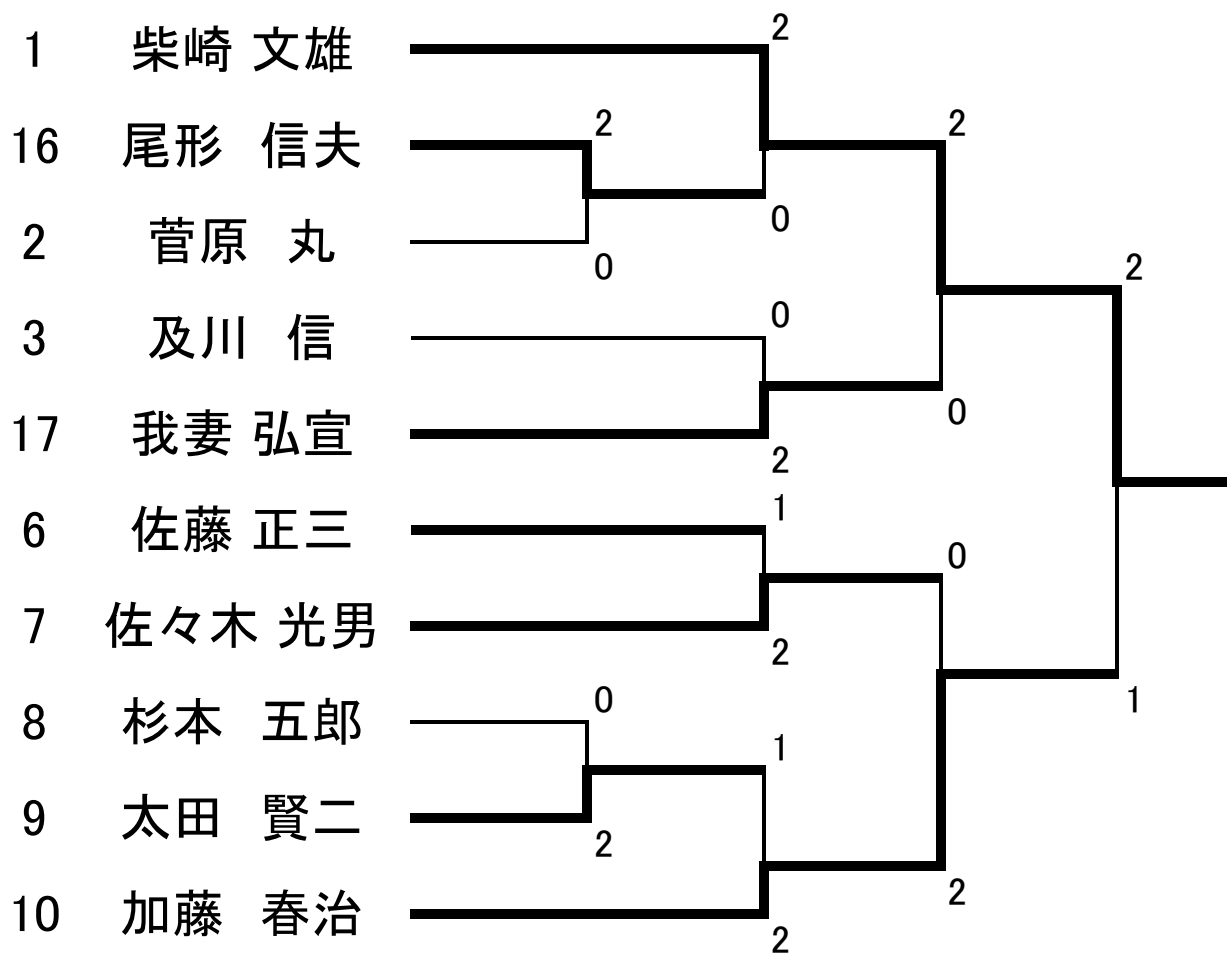 1 柴崎 文雄 2
16 尾形 信夫 2 2
0
2 菅原 丸 0 2
3 及川 信 0
17 我妻 弘宣 2 0
6 佐藤 正三 1
0
7 佐々木 光男 2
8 杉本 五郎 0 1
1
9 太田 賢二 2
10 加藤 春治 2 2